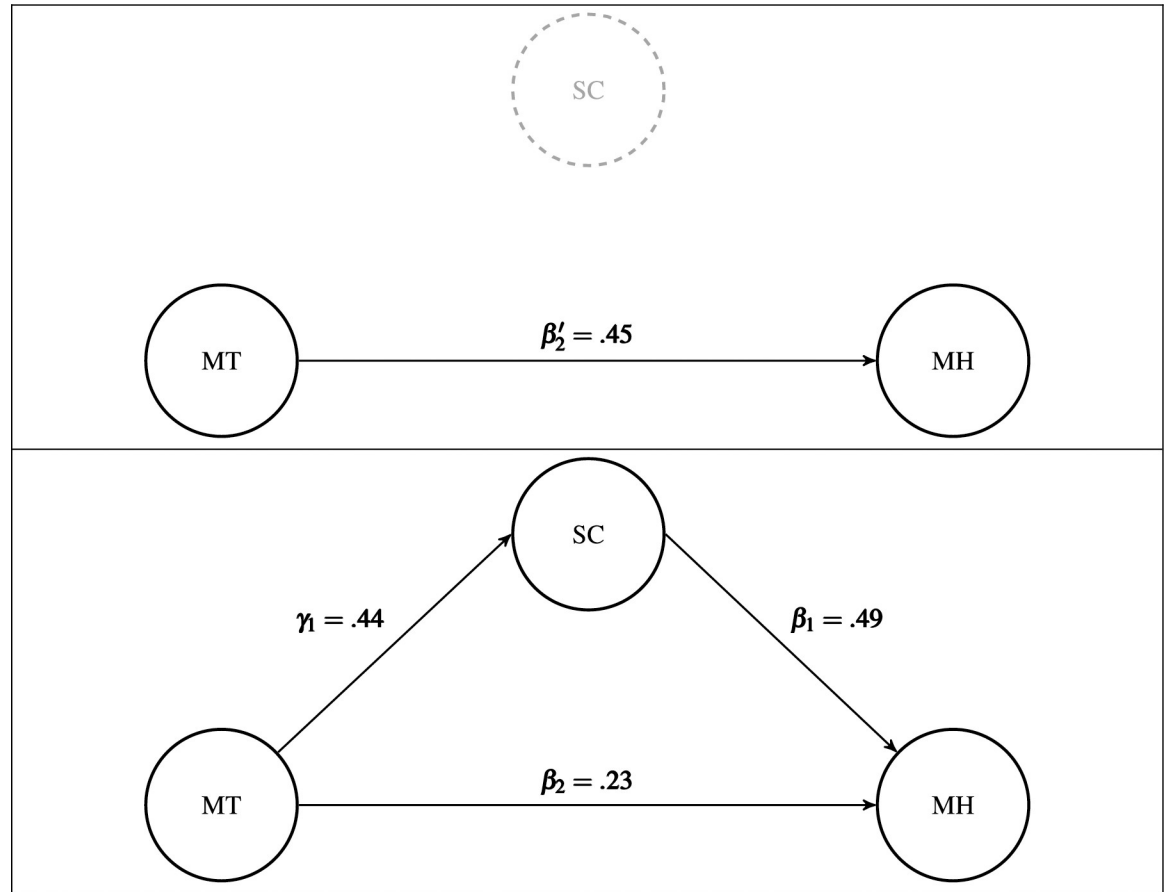 SC
β′₂ = .45
MT
MH
SC
γ₁ = .44
β₁ = .49
β₂ = .23
MT
MH